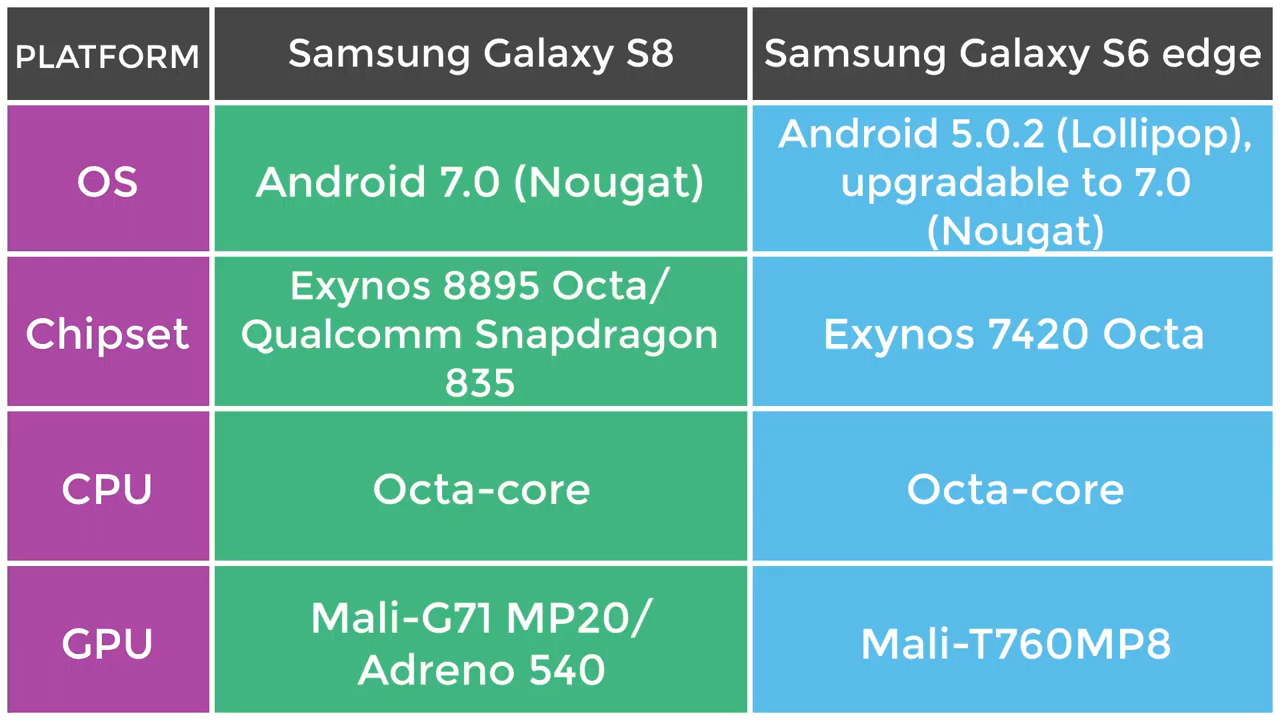 PLATFORM
Samsung Galaxy S8
Samsung Galaxy S6 edge
OS
Android 7.0 (Nougat)
Android 5.0.2 (Lollipop),
upgradable to 7.0
(Nougat)
Chipset
Exynos 8895 Octa/
Qualcomm Snapdragon
835
Exynos 7420 Octa
CPU
Octa-core
Octa-core
GPU
Mali-G71 MP20/
Adreno 540
Mali-T760MP8